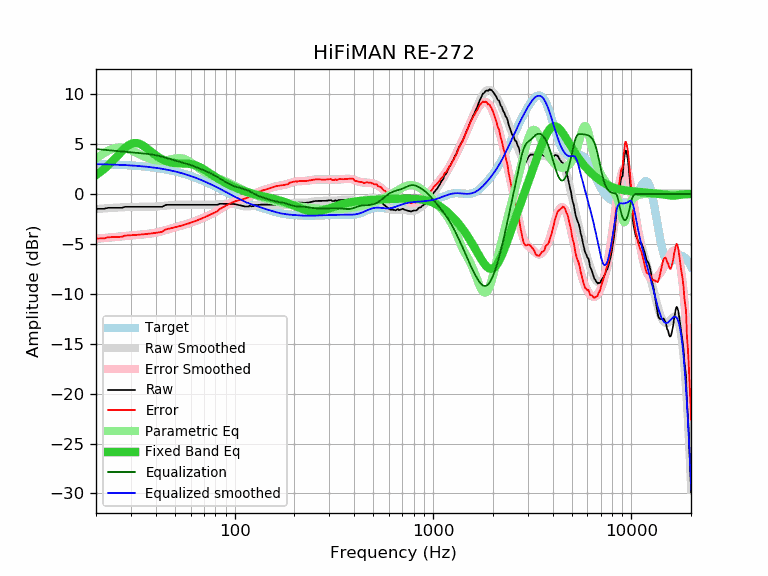 HiFiMAN RE-272
Amplitude (dBr)
10
5
0
−5
−10
−15
−20
−25
−30
Target
Raw Smoothed
Error Smoothed
Raw
Error
Parametric Eq
Fixed Band Eq
Equalization
Equalized smoothed
100
1000
10000
Frequency (Hz)